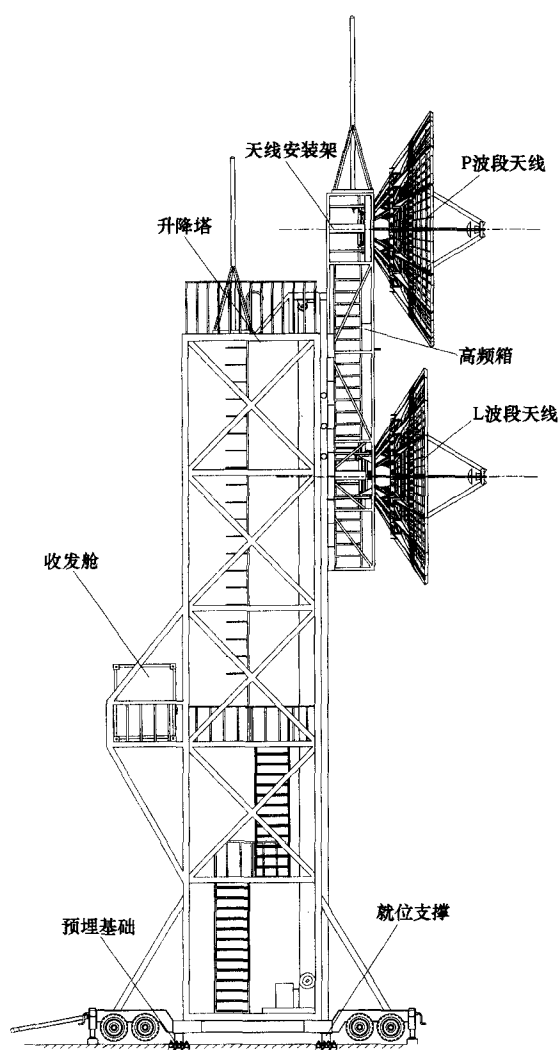 天线安装架
P波段天线
升降塔
高频箱
L波段天线
收发舱
预埋基础
就位支撑